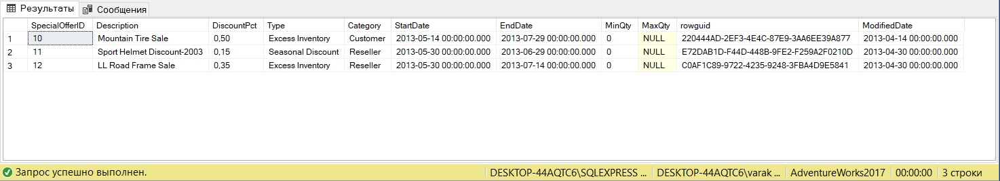 Результаты Сообщения
SpecialOfferID Description DiscountPct Type Category StartDate EndDate MinQty MaxQty rowguid ModifiedDate
1 10 Mountain Tire Sale 0,50 Excess Inventory Customer 2013-05-14 00:00:00.000 2013-07-29 00:00:00.000 0 NULL 220444AD-2EF3-4E4C-87E9-3AA6EE39A877 2013-04-14 00:00:00.000
2 11 Sport Helmet Discount-2003 0,15 Seasonal Discount Reseller 2013-05-30 00:00:00.000 2013-06-29 00:00:00.000 0 NULL E72DAB1D-F44D-448B-9FE2-F259A2F0210D 2013-04-30 00:00:00.000
3 12 LL Road Frame Sale 0,35 Excess Inventory Reseller 2013-05-30 00:00:00.000 2013-07-14 00:00:00.000 0 NULL C0AF1C89-9722-4235-9248-3FBA4D9E5841 2013-04-30 00:00:00.000
Запрос успешно выполнен. DESKTOP-44AQTC6\SQLEXPRESS ... DESKTOP-44AQTC6\varak ... AdventureWorks2017 00:00:00 3 строки